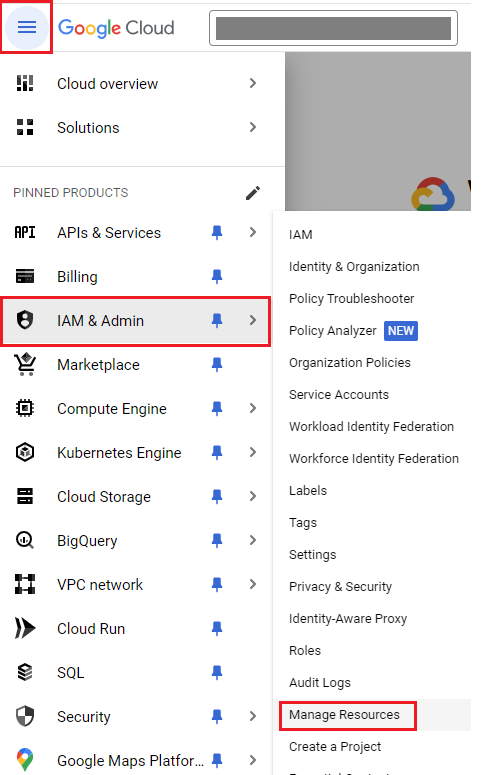 Google Cloud
Cloud overview
Solutions
PINNED PRODUCTS
API APIs & Services
Billing
IAM & Admin
Marketplace
Compute Engine
Kubernetes Engine
Cloud Storage
BigQuery
VPC network
Cloud Run
SQL
Security
Google Maps Platfor...
IAM
Identity & Organization
Policy Troubleshooter
Policy Analyzer NEW
Organization Policies
Service Accounts
Workload Identity Federation
Workforce Identity Federation
Labels
Tags
Settings
Privacy & Security
Identity-Aware Proxy
Roles
Audit Logs
Manage Resources
Create a Project